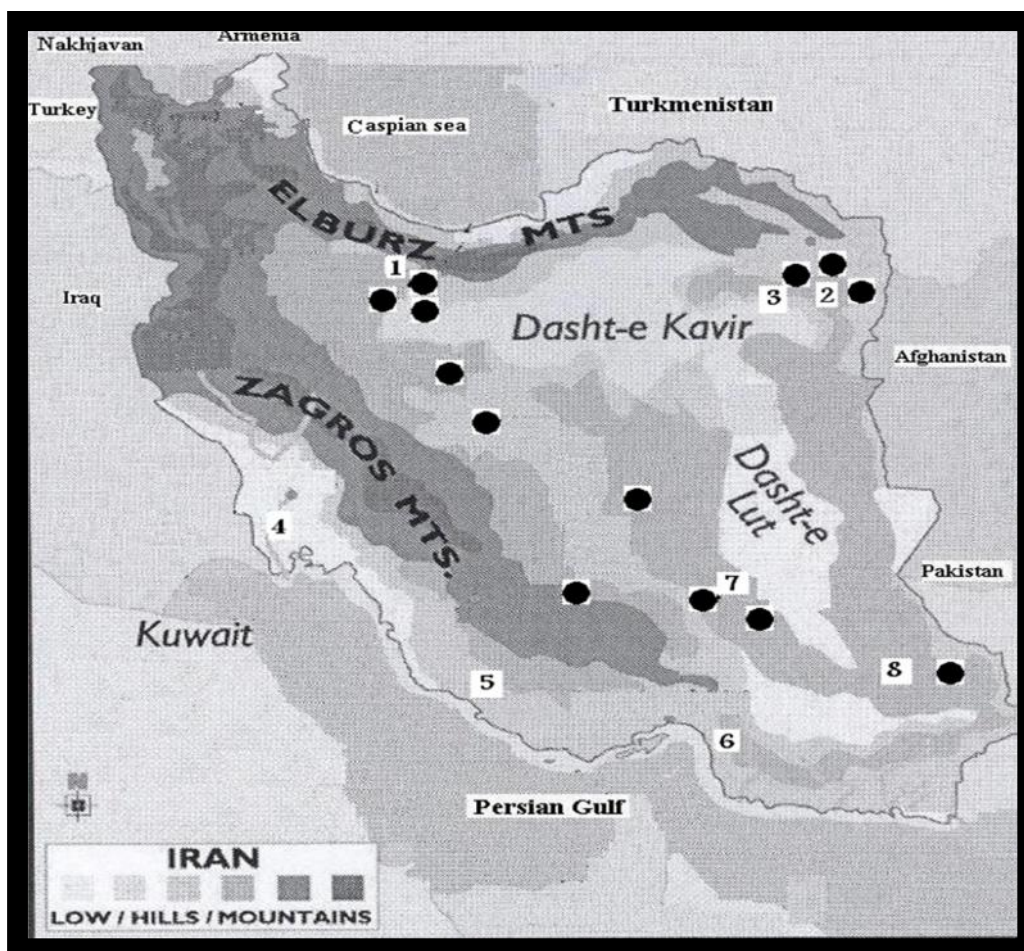 Armenia
Nakhjavan
Turkey
Turkmenistan
Caspian sea
ELBURZ MTS
1
Iraq
3
2
Dasht-e Kavir
Afghanistan
ZAGROS MTS.
Dasht-e
Lut
4
Pakistan
7
Kuwait
8
5
6
N
Persian Gulf
IRAN
LOW / HILLS / MOUNTAINS